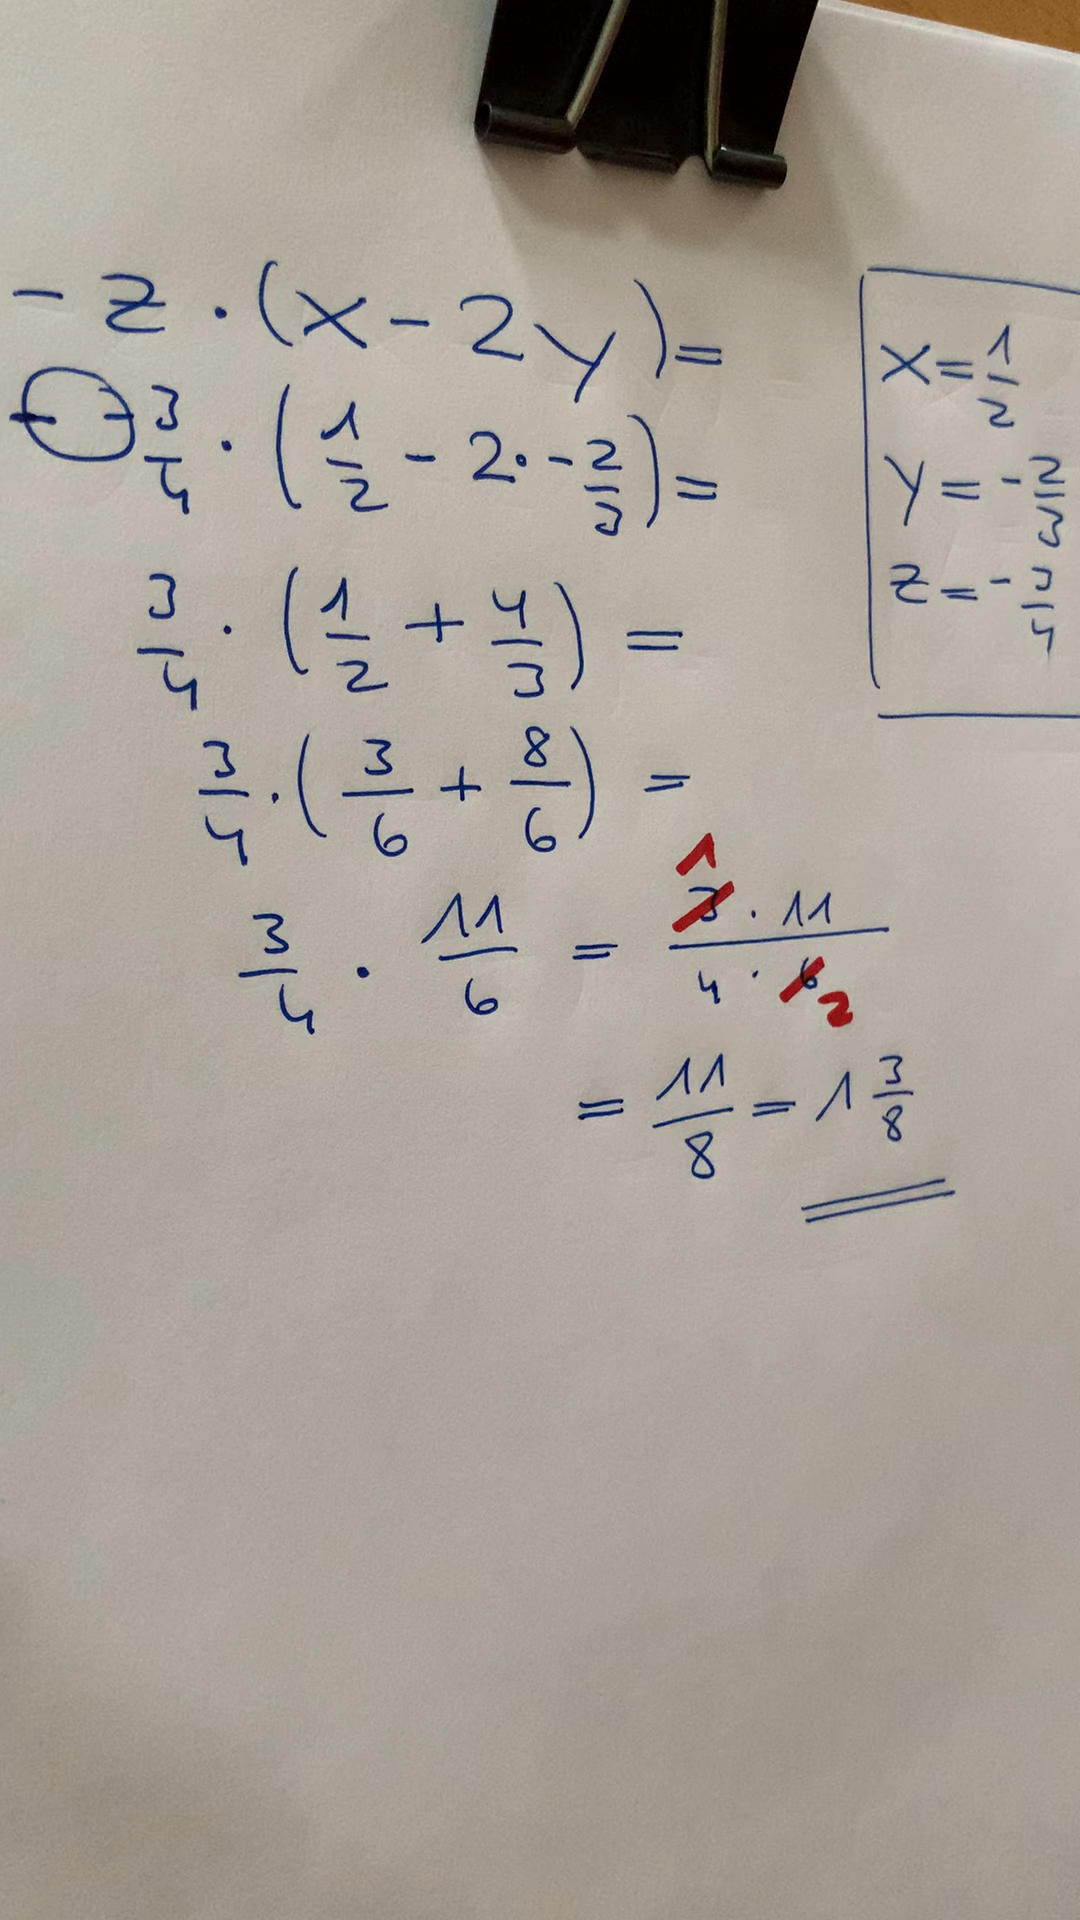 - z · (x - 2y) =
- - 3/4 · (1/2 - 2 · - 2/3) =
3/4 · (1/2 + 4/3) =
3/4 · (3/6 + 8/6) =
1
3/4 · 11/6 = 3 · 11 / 4 · 6
2
= 11/8 = 1 3/8
x = 1/2
y = - 2/3
z = - 3/4